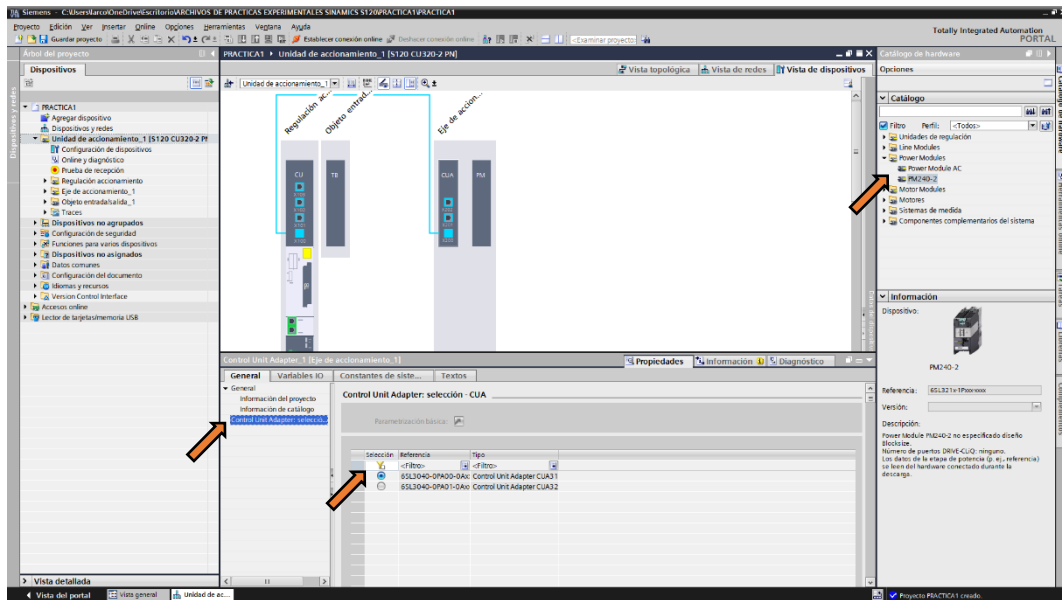 Siemens - C:\Users\larco\OneDrive\Escritorio\ARCHIVOS DE PRACTICAS EXPERIMENTALES SINAMICS S120\PRACTICA1\PRACTICA1
Proyecto Edición Ver Insertar Online Opciones Herramientas Ventana Ayuda
Totally Integrated Automation
PORTAL
Guardar proyecto
Establecer conexión online
Deshacer conexión online
<Examinar proyecto>
Árbol del proyecto
Dispositivos
Dispositivos y redes
PRACTICA1
Agregar dispositivo
Dispositivos y redes
Unidad de accionamiento_1 [S120 CU320-2 PN]
Configuración de dispositivos
Online y diagnóstico
Prueba de recepción
Regulación accionamiento
Eje de accionamiento_1
Objeto entrada/salida_1
Traces
Dispositivos no agrupados
Configuración de seguridad
Funciones para varios dispositivos
Dispositivos no asignados
Datos comunes
Configuración del documento
Idiomas y recursos
Version Control Interface
Accesos online
Lector de tarjetas/memoria USB
Vista detallada
PRACTICA1 Unidad de accionamiento_1 [S120 CU320-2 PN]
Vista topológica
Vista de redes
Vista de dispositivos
Unidad de accionamiento_1
Regulación ac...
Objeto entrad...
Eje de accion...
CU
TB
CUA
PM
Control Unit Adapter_1 [Eje de accionamiento_1]
Propiedades
Información
Diagnóstico
General
Variables IO
Constantes de siste...
Textos
General
Información del proyecto
Información de catálogo
Control Unit Adapter: selecció...
Control Unit Adapter: selección - CUA
Parametrización básica:
Selección Referencia Tipo
<Filtro> <Filtro>
6SL3040-0PA00-0Axx Control Unit Adapter CUA31
6SL3040-0PA01-0Axx Control Unit Adapter CUA32
Catálogo de hardware
Opciones
Catálogo
Filtro Perfil: <Todos>
Unidades de regulación
Line Modules
Power Modules
Power Module AC
PM240-2
Motor Modules
Motores
Sistemas de medida
Componentes complementarios del sistema
Información
Dispositivo:
PM240-2
Referencia: 6SL321x-1Pxxx-xxxx
Versión:
Descripción:
Power Module PM240-2 no especificado diseño
Blocksize.
Número de puertos DRIVE-CLiQ: ninguno.
Los datos de la etapa de potencia (p. ej., referencia)
se leen del hardware conectado durante la
descarga.
Catálogo de hardware
Vista del portal
Vista general
Unidad de ac...
Proyecto PRACTICA1 creado.